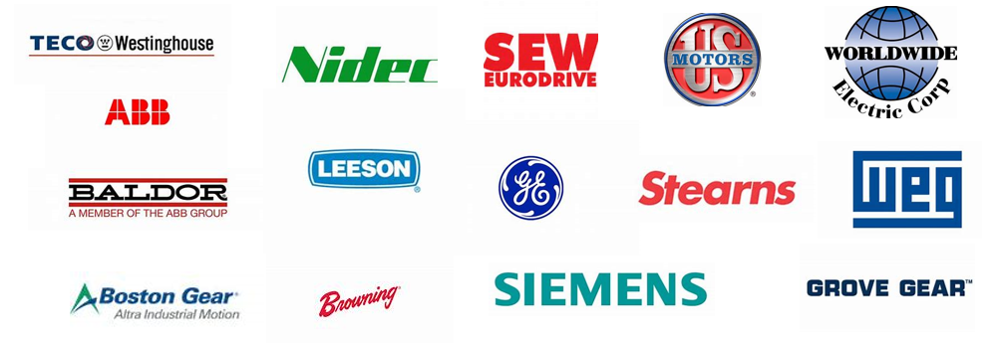 TECO Westinghouse
Nidec
SEW
EURODRIVE
US
MOTORS
®
WORLDWIDE
Electric Corp
ABB
LEESON
®
GE
Stearns
weg
BALDOR
A MEMBER OF THE ABB GROUP
Boston Gear®
Altra Industrial Motion
Browning®
SIEMENS
GROVE GEAR™